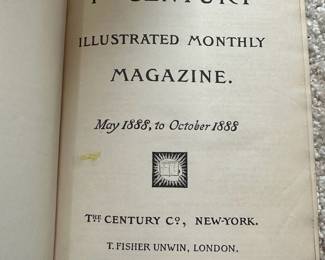 CENTURY
ILLUSTRATED MONTHLY
MAGAZINE.
May 1888, to October 1888
THE CENTURY Co, NEW-YORK.
T. FISHER UNWIN, LONDON.